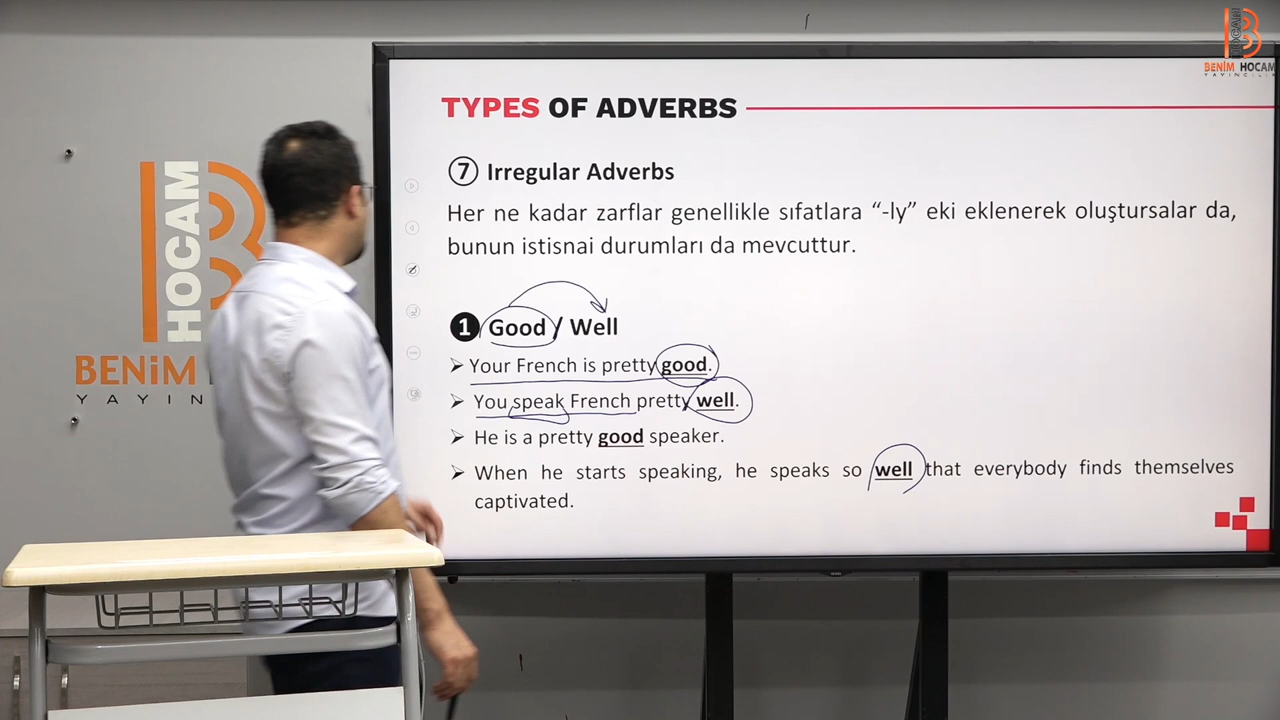 HOCAM
BENİM HOCAM
YAYINCILIK
TYPES OF ADVERBS
7 Irregular Adverbs
Her ne kadar zarflar genellikle sıfatlara “-ly” eki eklenerek oluştursalar da,
bunun istisnai durumları da mevcuttur.
1 Good / Well
Your French is pretty good.
You speak French pretty well.
He is a pretty good speaker.
When he starts speaking, he speaks so well that everybody finds themselves
captivated.
HOCAM
BENİM
YAYIN